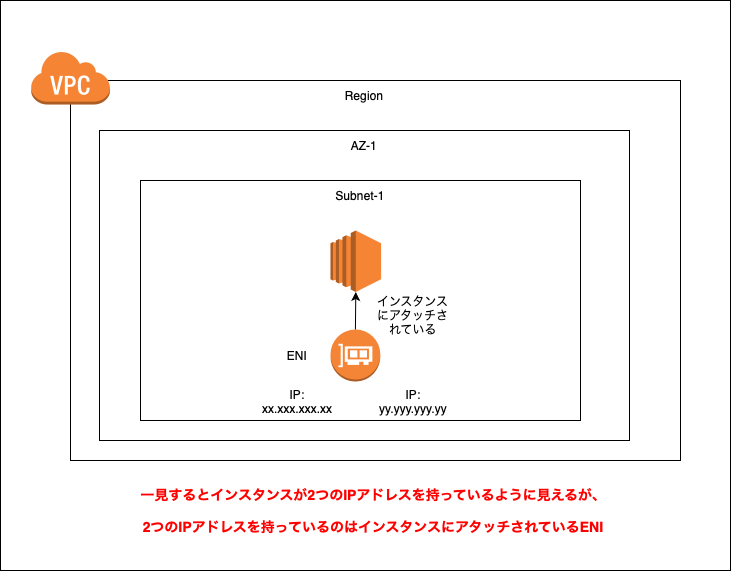 VPC
Region
AZ-1
Subnet-1
インスタンス
にアタッチさ
れている
ENI
IP:
xx.xxx.xxx.xx
IP:
yy.yyy.yyy.yy
一見するとインスタンスが2つのIPアドレスを持っているように見えるが、
2つのIPアドレスを持っているのはインスタンスにアタッチされているENI